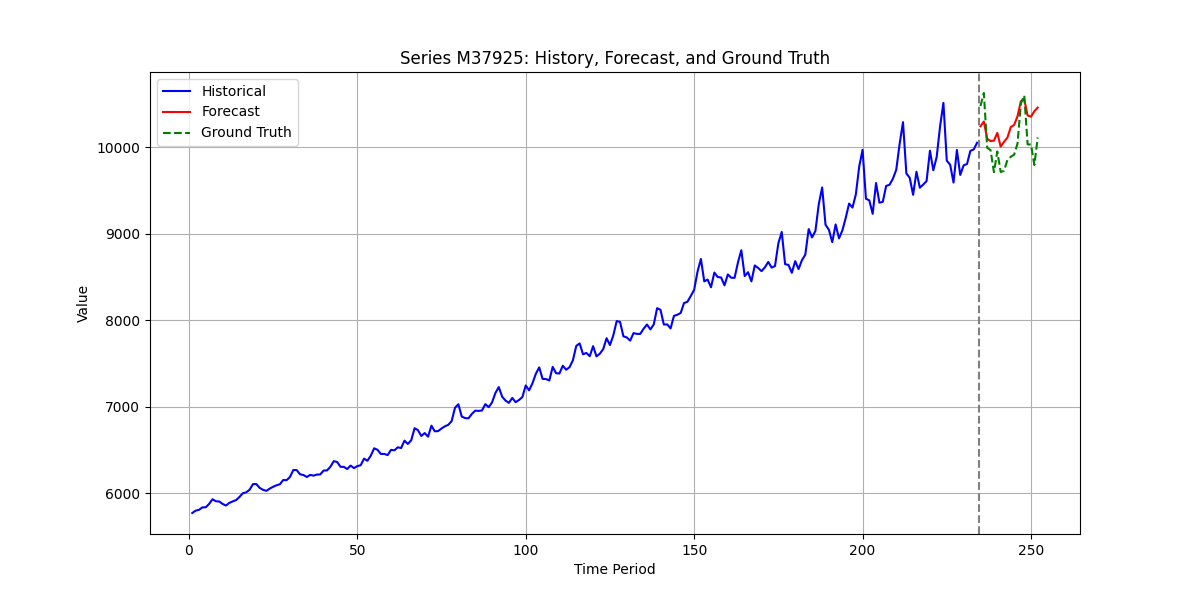 Series M37925: History, Forecast, and Ground Truth
Historical
Forecast
Ground Truth
10000
9000
8000
7000
6000
Value
0
50
100
150
200
250
Time Period